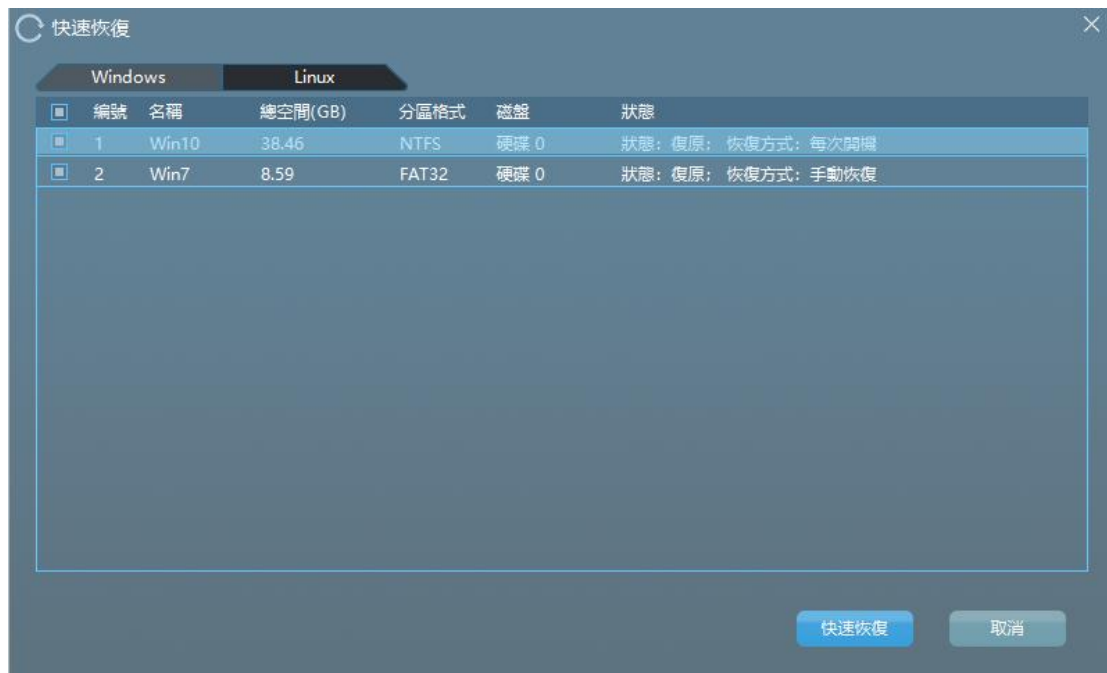 快速恢復
Windows Linux
編號 名稱 總空間(GB) 分區格式 磁盤 狀態
1 Win10 38.46 NTFS 硬碟 0 狀態: 復原; 恢復方式: 每次開機
2 Win7 8.59 FAT32 硬碟 0 狀態: 復原; 恢復方式: 手動恢復
快速恢復 取消